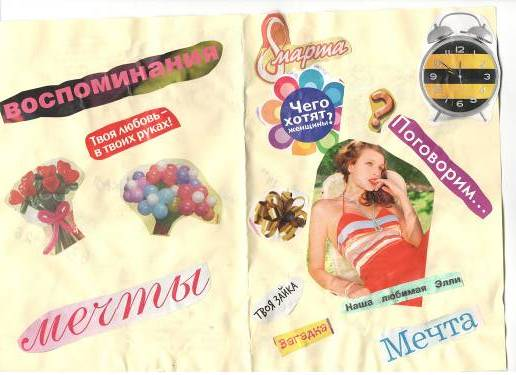 воспоминания
Твоя любовь –
в твоих руках!
мечты
8 марта
Чего
хотят
женщины?
?
Поговорим...
ТВОЯ ЗАЙКА
Наша любимая Элли
Загадка
Мечта